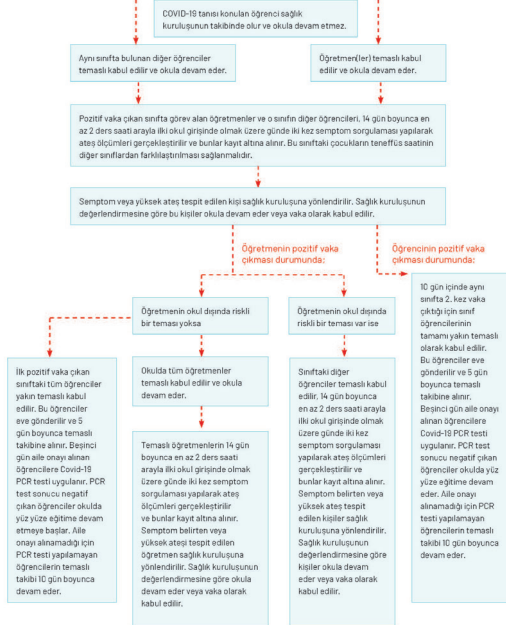 COVID-19 tanısı konulan öğrenci sağlık
kuruluşunun takibinde olur ve okula devam etmez.
Aynı sınıfta bulunan diğer öğrenciler
temaslı kabul edilir ve okula devam eder.
Öğretmen(ler) temaslı kabul
edilir ve okula devam eder.
Pozitif vaka çıkan sınıfta görev alan öğretmenler ve o sınıfın diğer öğrencileri, 14 gün boyunca en
az 2 ders saati arayla ilki okul girişinde olmak üzere günde iki kez semptom sorgulaması yapılarak
ateş ölçümleri gerçekleştirilir ve bunlar kayıt altına alınır. Bu sınıftaki çocukların teneffüs saatinin
diğer sınıflardan farklılaştırılması sağlanmalıdır.
Semptom veya yüksek ateş tespit edilen kişi sağlık kuruluşuna yönlendirilir. Sağlık kuruluşunun
değerlendirmesine göre bu kişiler okula devam eder veya vaka olarak kabul edilir.
Öğretmenin pozitif vaka
çıkması durumunda;
Öğrencinin pozitif vaka
çıkması durumunda:
Öğretmenin okul dışında riskli
bir teması yoksa
Öğretmenin okul dışında
riskli bir teması var ise
10 gün içinde aynı
sınıfta 2. kez vaka
çıktığı için sınıf
öğrencilerinin
tamamı yakın temaslı
olarak kabul edilir.
Bu öğrenciler eve
gönderilir ve 5 gün
boyunca temaslı
takibine alınır.
Beşinci gün aile onayı
alınan öğrencilere
Covid-19 PCR testi
uygulanır. PCR test
sonucu negatif çıkan
öğrenciler okulda yüz
yüze eğitime devam
eder. Aile onayı
alınamadığı için PCR
testi yapılamayan
öğrencilerin temaslı
takibi 10 gün boyunca
devam eder.
İlk pozitif vaka çıkan
sınıftaki tüm öğrenciler
yakın temaslı kabul
edilir. Bu öğrenciler
eve gönderilir ve 5
gün boyunca temaslı
takibine alınır. Beşinci
gün aile onayı alınan
öğrencilere Covid-19
PCR testi uygulanır. PCR
test sonucu negatif
çıkan öğrenciler okulda
yüz yüze eğitime devam
etmeye başlar. Aile
onayı alınamadığı için
PCR testi yapılamayan
öğrencilerin temaslı
takibi 10 gün boyunca
devam eder.
Okulda tüm öğretmenler
temaslı kabul edilir ve okula
devam eder.
Temaslı öğretmenlerin 14 gün
boyunca en az 2 ders saati
arayla ilki okul girişinde olmak
üzere günde iki kez semptom
sorgulaması yapılarak ateş
ölçümleri gerçekleştirilir
ve bunlar kayıt altına alınır.
Semptom belirten veya
yüksek ateşi tespit edilen
öğretmen sağlık kuruluşuna
yönlendirilir. Sağlık kuruluşunun
değerlendirmesine göre okula
devam eder veya vaka olarak
kabul edilir.
Sınıftaki diğer
öğrenciler temaslı kabul
edilir, 14 gün boyunca
en az 2 ders saati arayla
ilki okul girişinde olmak
üzere günde iki kez
semptom sorgulaması
yapılarak ateş ölçümleri
gerçekleştirilir ve
bunlar kayıt altına alınır.
Semptom belirten veya
yüksek ateş tespit
edilen kişiler sağlık
kuruluşuna yönlendirilir.
Sağlık kuruluşunun
değerlendirmesine göre
kişiler okula devam
eder veya vaka olarak
kabul edilir.